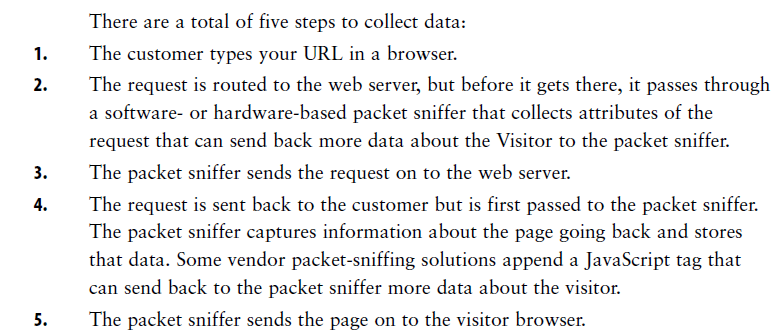 There are a total of five steps to collect data:
1. The customer types your URL in a browser.
2. The request is routed to the web server, but before it gets there, it passes through
a software- or hardware-based packet sniffer that collects attributes of the
request that can send back more data about the Visitor to the packet sniffer.
3. The packet sniffer sends the request on to the web server.
4. The request is sent back to the customer but is first passed to the packet sniffer.
The packet sniffer captures information about the page going back and stores
that data. Some vendor packet-sniffing solutions append a JavaScript tag that
can send back to the packet sniffer more data about the visitor.
5. The packet sniffer sends the page on to the visitor browser.